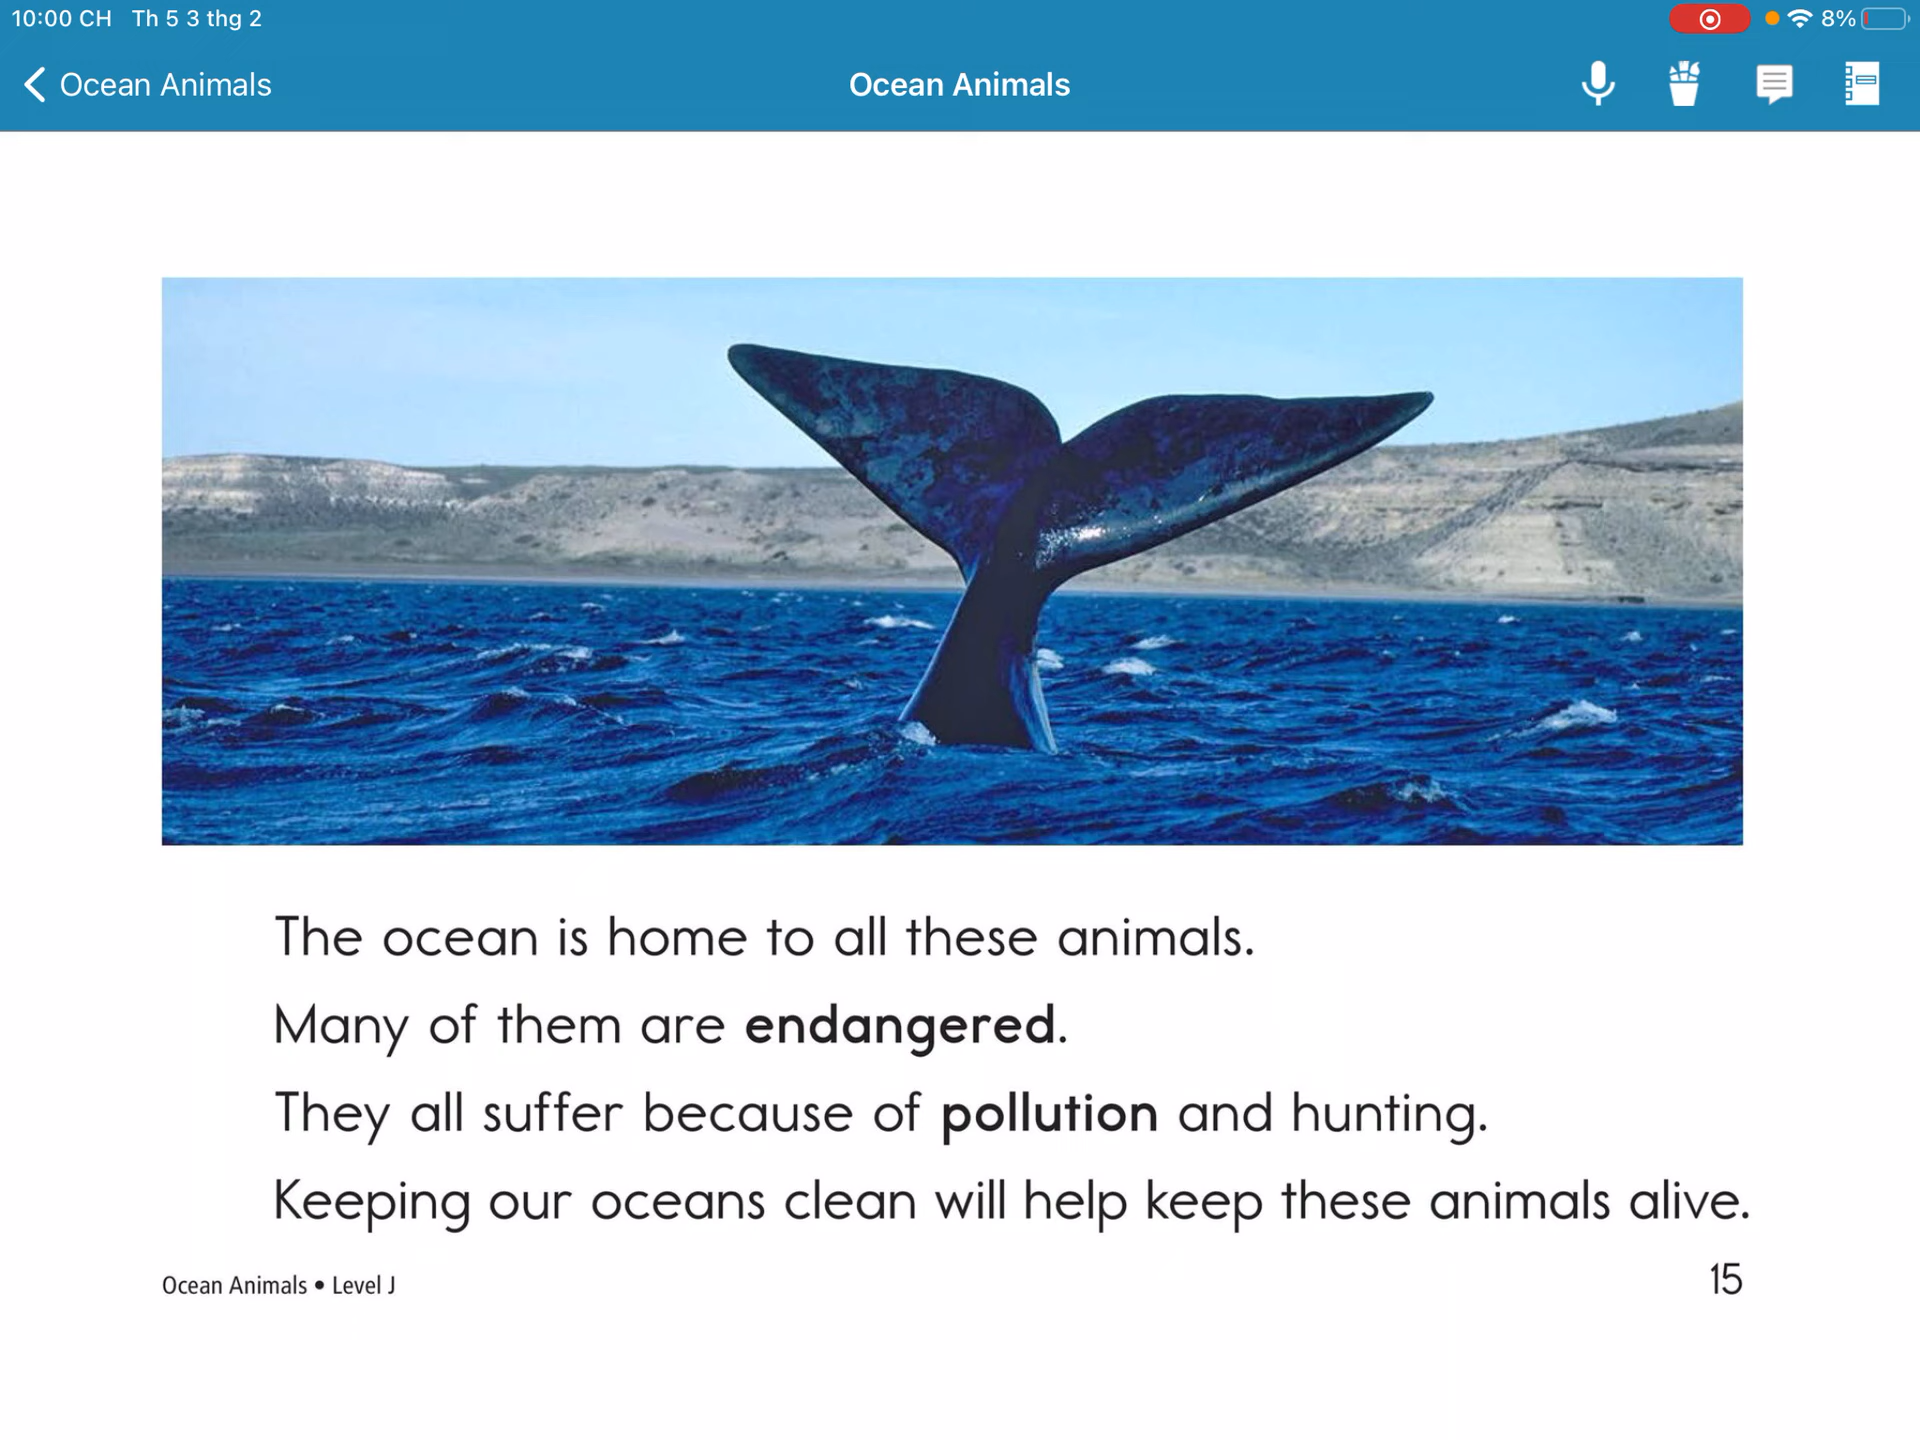 10:00 CH Th 5 3 thg 2
8%
Ocean Animals
Ocean Animals
The ocean is home to all these animals.
Many of them are endangered.
They all suffer because of pollution and hunting.
Keeping our oceans clean will help keep these animals alive.
Ocean Animals • Level J
15